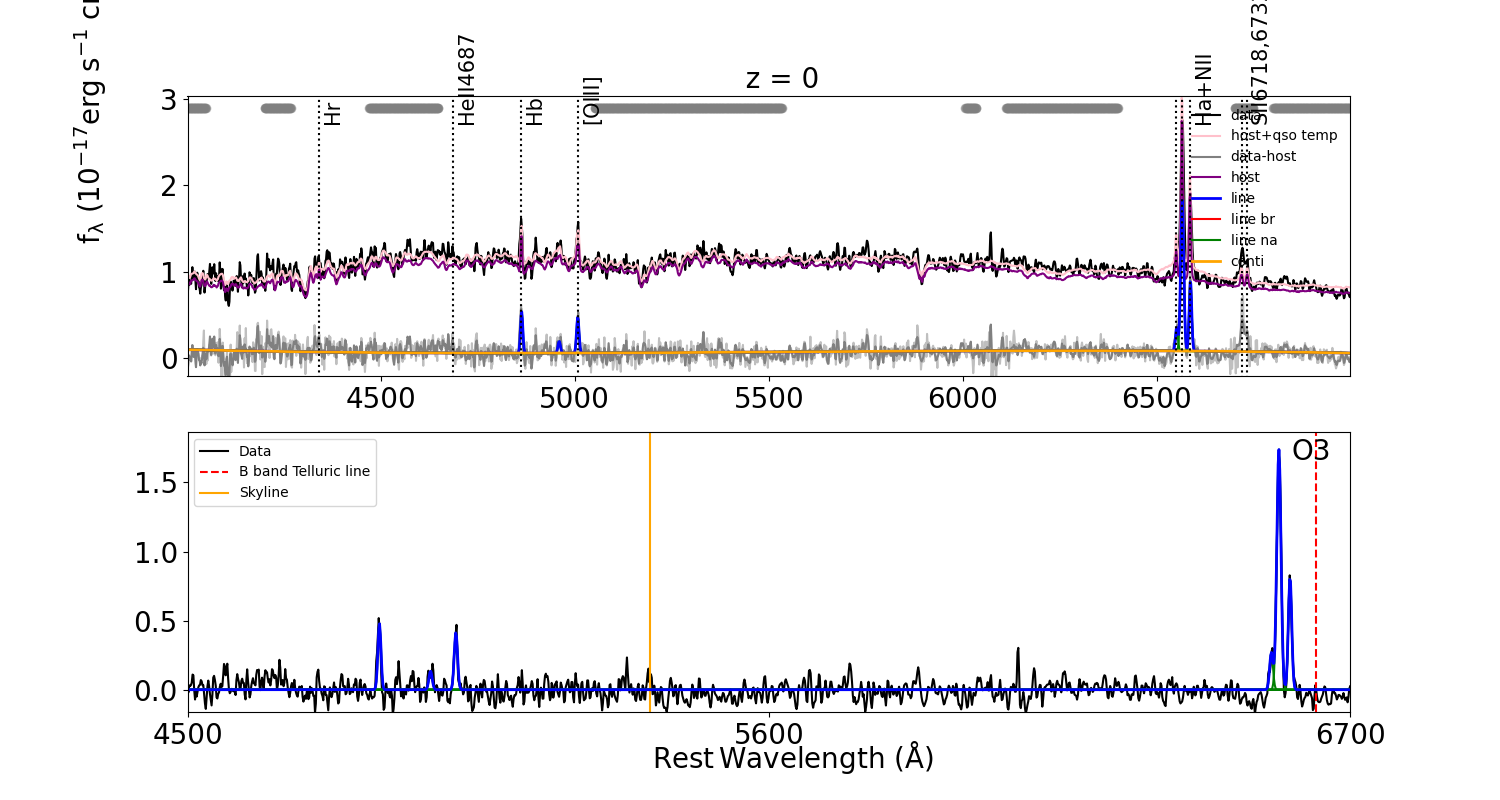 z = 0
f_λ (10^−17 erg s^−1 c
3
2
1
0
Hr
HeII4687
Hb
[OIII]
Ha+NII
SII6718,673
data
host+qso temp
data-host
host
line
line br
line na
conti
4500
5000
5500
6000
6500
Data
B band Telluric line
Skyline
O3
1.5
1.0
0.5
0.0
4500
5600
6700
Rest Wavelength (Å)